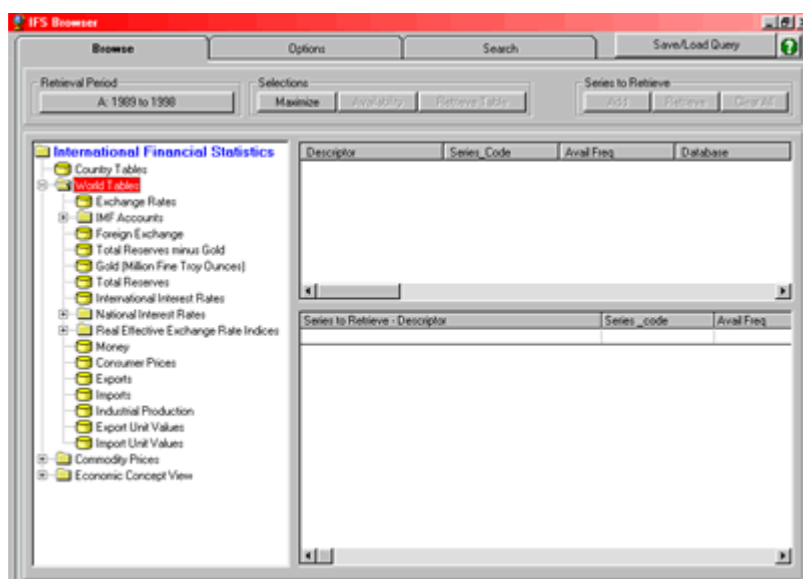 IFS Browser
Browse Options Search Save/Load Query
Retrieval Period Selections Series to Retrieve
A: 1989 to 1998 Maximize Availability Retrieve Table Add Retrieve Clear All
International Financial Statistics
Country Tables
World Tables
Exchange Rates
IMF Accounts
Foreign Exchange
Total Reserves minus Gold
Gold (Million Fine Troy Ounces)
Total Reserves
International Interest Rates
National Interest Rates
Real Effective Exchange Rate Indices
Money
Consumer Prices
Exports
Imports
Industrial Production
Export Unit Values
Import Unit Values
Commodity Prices
Economic Concept View
Descriptor Series_Code Avail Freq Database
Series to Retrieve - Descriptor Series _code Avail Freq